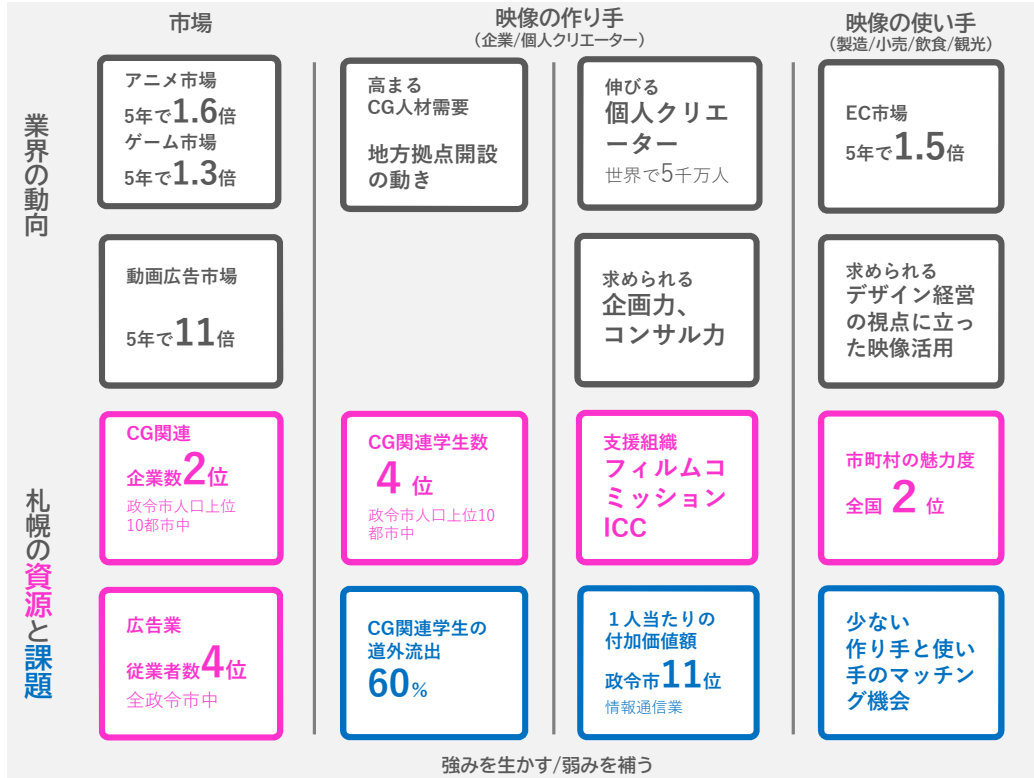 市場
映像の作り手
(企業/個人クリエーター)
映像の使い手
(製造/小売/飲食/観光)
業界の動向
アニメ市場
5年で1.6倍
ゲーム市場
5年で1.3倍
高まる
CG人材需要
地方拠点開設
の動き
伸びる
個人クリエ
ーター
世界で5千万人
EC市場
5年で1.5倍
動画広告市場
5年で11倍
求められる
企画力、
コンサル力
求められる
デザイン経営
の視点に立っ
た映像活用
札幌の資源と課題
CG関連
企業数2位
政令市人口上位
10都市中
CG関連学生数
4 位
政令市人口上位10
都市中
支援組織
フィルムコ
ミッション
ICC
市町村の魅力度
全国 2 位
広告業
従業者数4位
全政令市中
CG関連学生の
道外流出
60%
１人当たりの
付加価値額
政令市11位
情報通信業
少ない
作り手と使い
手のマッチン
グ機会
強みを生かす/弱みを補う